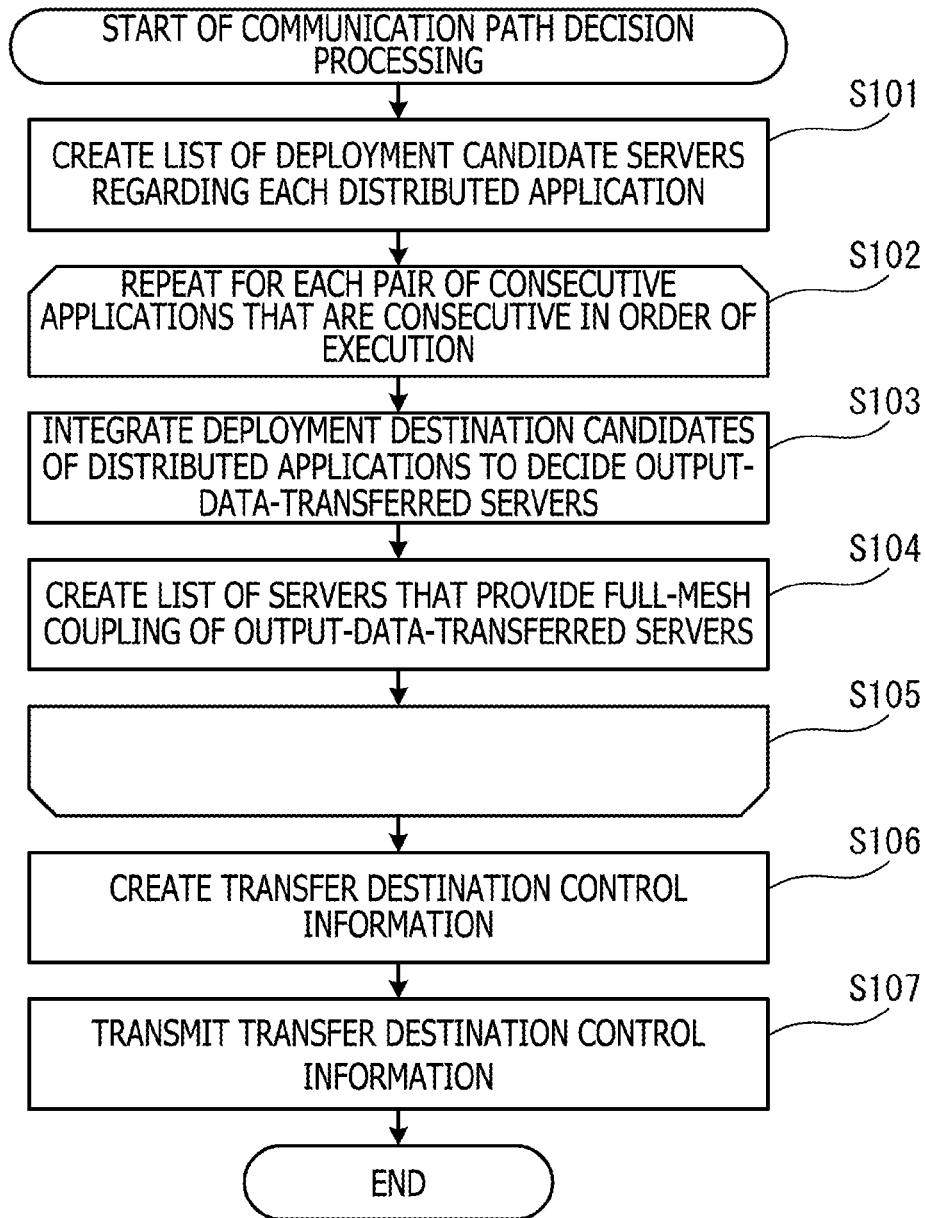 START OF COMMUNICATION PATH DECISION
PROCESSING
S101
CREATE LIST OF DEPLOYMENT CANDIDATE SERVERS
REGARDING EACH DISTRIBUTED APPLICATION
S102
REPEAT FOR EACH PAIR OF CONSECUTIVE
APPLICATIONS THAT ARE CONSECUTIVE IN ORDER OF
EXECUTION
S103
INTEGRATE DEPLOYMENT DESTINATION CANDIDATES
OF DISTRIBUTED APPLICATIONS TO DECIDE OUTPUT-
DATA-TRANSFERRED SERVERS
S104
CREATE LIST OF SERVERS THAT PROVIDE FULL-MESH
COUPLING OF OUTPUT-DATA-TRANSFERRED SERVERS
S105
S106
CREATE TRANSFER DESTINATION CONTROL
INFORMATION
S107
TRANSMIT TRANSFER DESTINATION CONTROL
INFORMATION
END